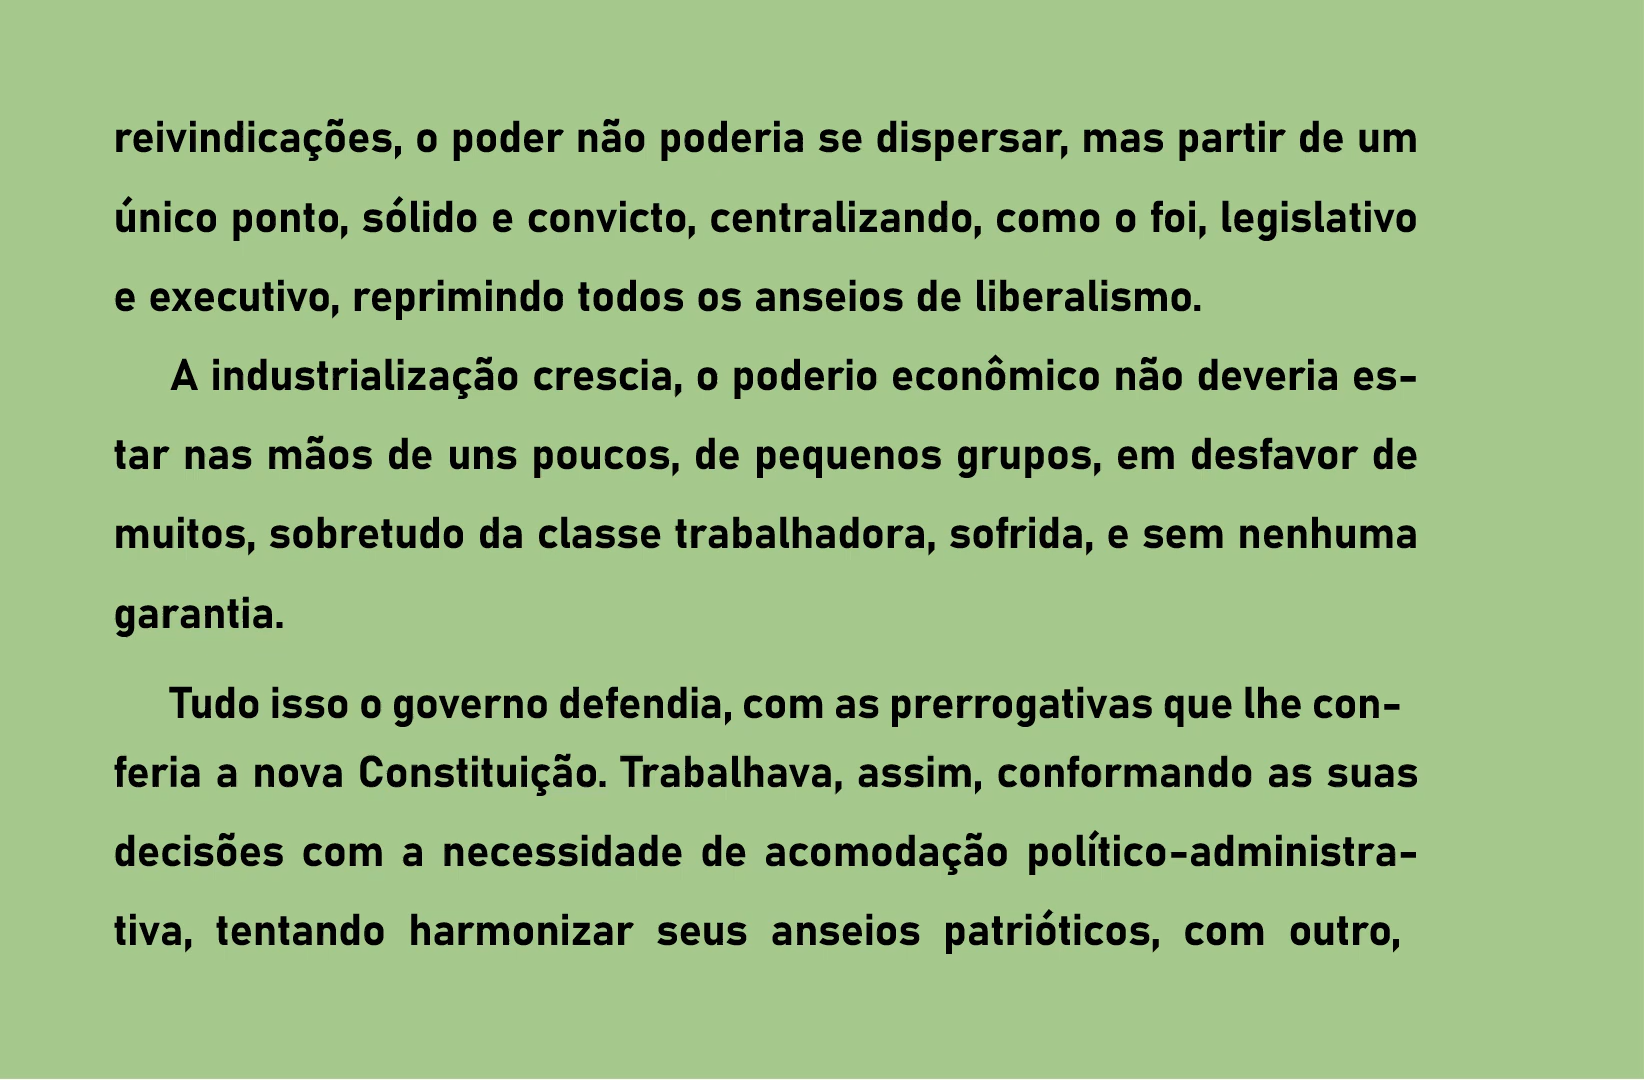 reivindicações, o poder não poderia se dispersar, mas partir de um
único ponto, sólido e convicto, centralizando, como o foi, legislativo
e executivo, reprimindo todos os anseios de liberalismo.
A industrialização crescia, o poderio econômico não deveria es-
tar nas mãos de uns poucos, de pequenos grupos, em desfavor de
muitos, sobretudo da classe trabalhadora, sofrida, e sem nenhuma
garantia.
Tudo isso o governo defendia, com as prerrogativas que lhe con-
feria a nova Constituição. Trabalhava, assim, conformando as suas
decisões com a necessidade de acomodação político-administra-
tiva, tentando harmonizar seus anseios patrióticos, com outro,